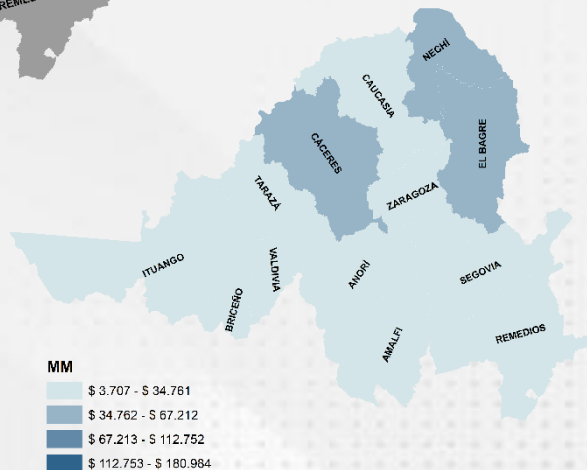 NECHÍ
CAUCASIA
CÁCERES
EL BAGRE
TARAZÁ
ZARAGOZA
ITUANGO
VALDIVIA
ANORÍ
SEGOVIA
BRICEÑO
AMALFI
REMEDIOS
MM
$ 3.707 - $ 34.761
$ 34.762 - $ 67.212
$ 67.213 - $ 112.752
$ 112.753 - $ 180.964